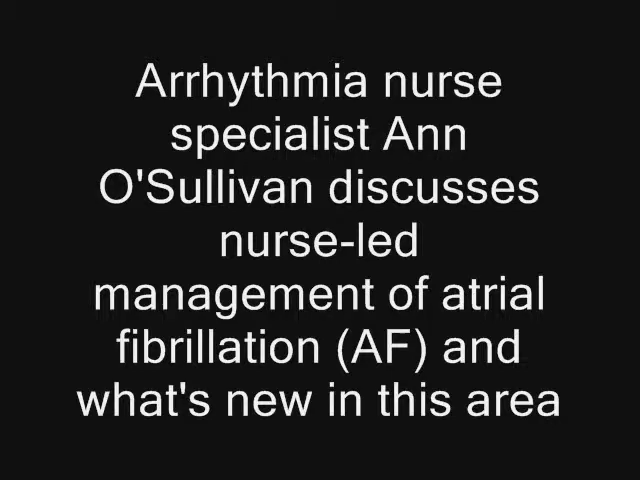 Arrhythmia nurse
specialist Ann
O'Sullivan discusses
nurse-led
management of atrial
fibrillation (AF) and
what's new in this area